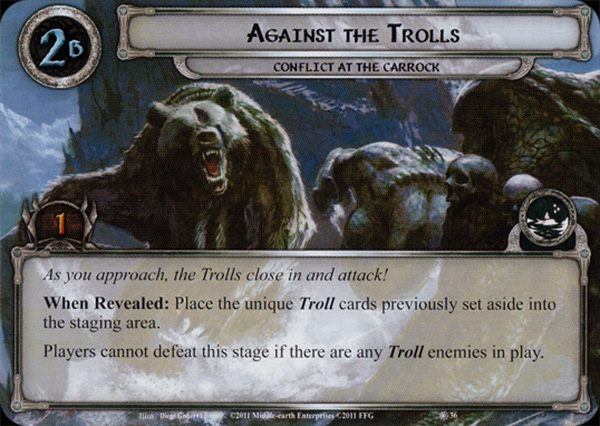 2B
AGAINST THE TROLLS
CONFLICT AT THE CARROCK
1
As you approach, the Trolls close in and attack!
When Revealed: Place the unique Troll cards previously set aside into
the staging area.
Players cannot defeat this stage if there are any Troll enemies in play.
©2011 Middle-earth Enterprises ©2011 FFG
36